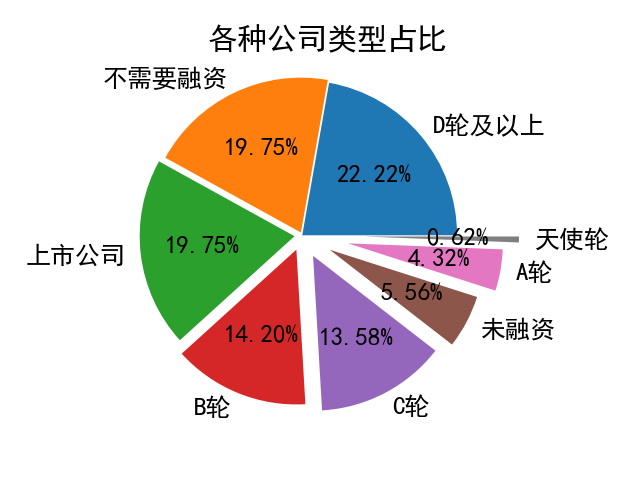 各种公司类型占比
不需要融资
D轮及以上
19.75%
22.22%
上市公司
19.75%
0.62%
天使轮
4.32%
A轮
5.56%
未融资
14.20%
13.58%
B轮
C轮